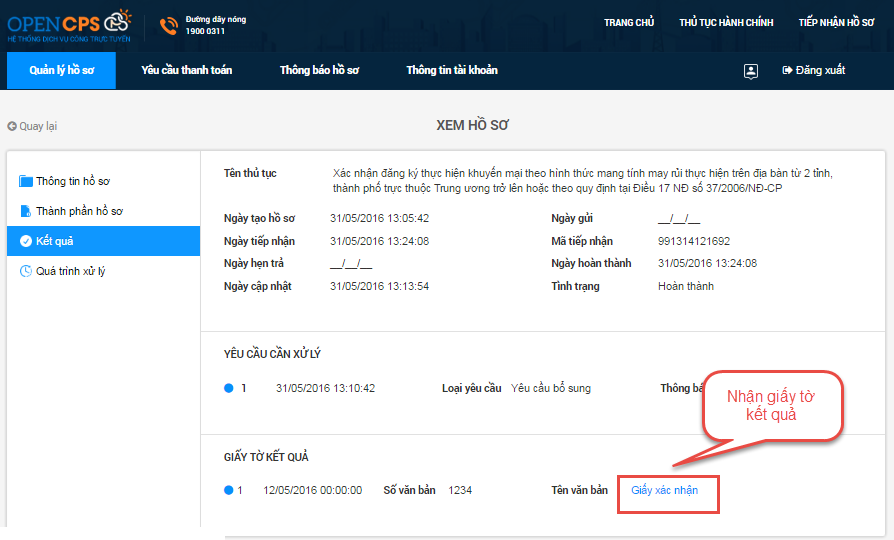 OPENCPS
HỆ THỐNG DỊCH VỤ CÔNG TRỰC TUYẾN
Đường dây nóng
1900 0311
TRANG CHỦ THỦ TỤC HÀNH CHÍNH TIẾP NHẬN HỒ SƠ
Quản lý hồ sơ Yêu cầu thanh toán Thông báo hồ sơ Thông tin tài khoản Đăng xuất
Quay lại XEM HỒ SƠ
Thông tin hồ sơ
Thành phần hồ sơ
Kết quả
Quá trình xử lý
Tên thủ tục Xác nhận đăng ký thực hiện khuyến mại theo hình thức mang tính may rủi thực hiện trên địa bàn từ 2 tỉnh,
thành phố trực thuộc Trung ương trở lên hoặc theo quy định tại Điều 17 NĐ số 37/2006/NĐ-CP
Ngày tạo hồ sơ 31/05/2016 13:05:42 Ngày gửi __/__/__
Ngày tiếp nhận 31/05/2016 13:24:08 Mã tiếp nhận 991314121692
Ngày hẹn trả __/__/__ Ngày hoàn thành 31/05/2016 13:24:08
Ngày cập nhật 31/05/2016 13:13:54 Tình trạng Hoàn thành
YÊU CẦU CẦN XỬ LÝ
1 31/05/2016 13:10:42 Loại yêu cầu Yêu cầu bổ sung Thông
Nhận giấy tờ
kết quả
GIẤY TỜ KẾT QUẢ
1 12/05/2016 00:00:00 Số văn bản 1234 Tên văn bản Giấy xác nhận